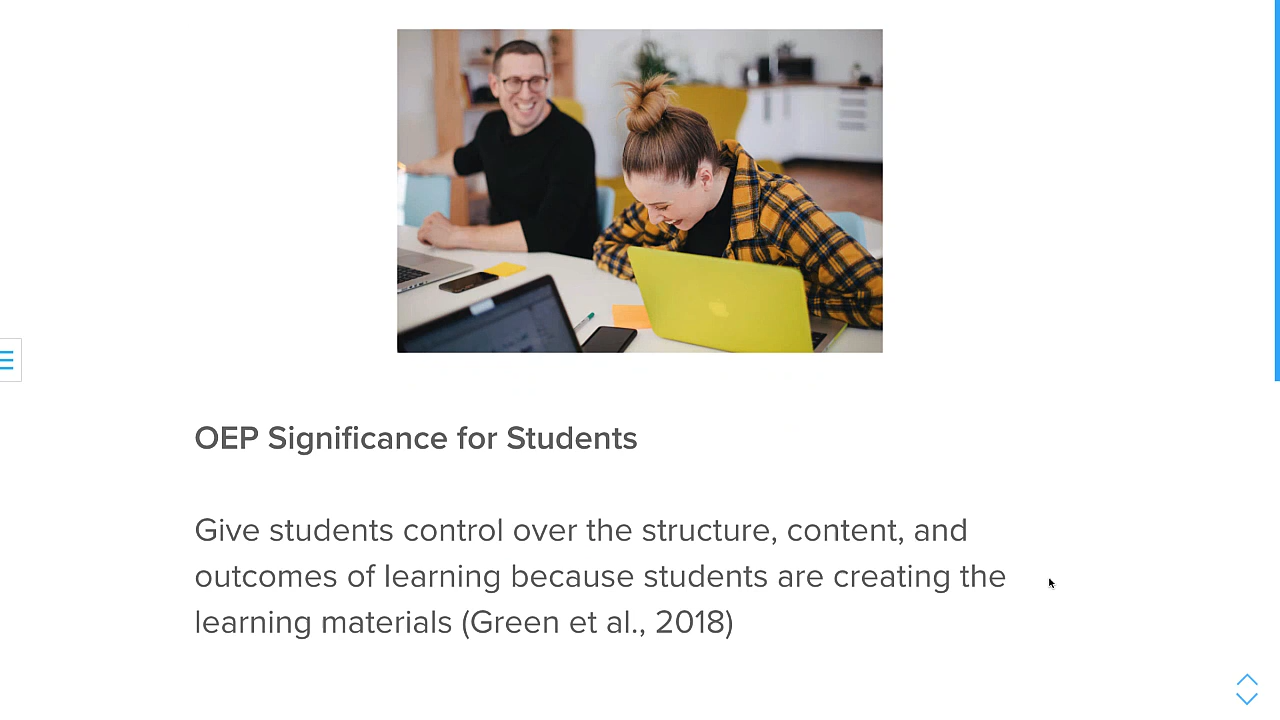 OEP Significance for Students
Give students control over the structure, content, and
outcomes of learning because students are creating the
learning materials (Green et al., 2018)